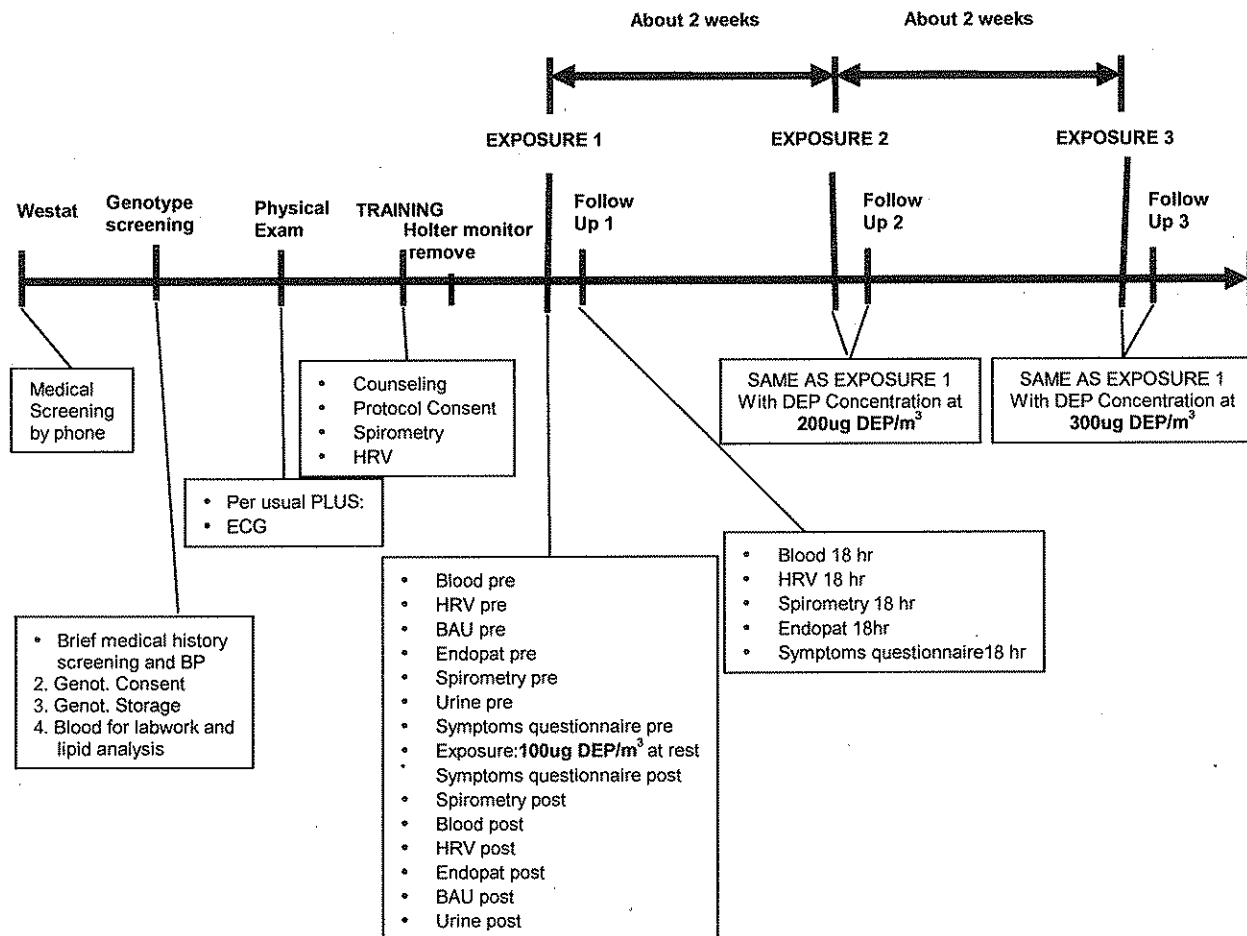 About 2 weeks
About 2 weeks
EXPOSURE 1
EXPOSURE 2
EXPOSURE 3
Westat
Genotype
screening
Physical
Exam
TRAINING
Holter monitor
remove
Follow
Up 1
Follow
Up 2
Follow
Up 3
Medical
Screening
by phone
• Counseling
• Protocol Consent
• Spirometry
• HRV
SAME AS EXPOSURE 1
With DEP Concentration at
200ug DEP/m³
SAME AS EXPOSURE 1
With DEP Concentration at
300ug DEP/m³
• Per usual PLUS:
• ECG
• Brief medical history
screening and BP
2. Genot. Consent
3. Genot. Storage
4. Blood for labwork and
lipid analysis
• Blood pre
• HRV pre
• BAU pre
• Endopat pre
• Spirometry pre
• Urine pre
• Symptoms questionnaire pre
• Exposure:100ug DEP/m³ at rest
• Symptoms questionnaire post
• Spirometry post
• Blood post
• HRV post
• Endopat post
• BAU post
• Urine post
• Blood 18 hr
• HRV 18 hr
• Spirometry 18 hr
• Endopat 18hr
• Symptoms questionnaire18 hr